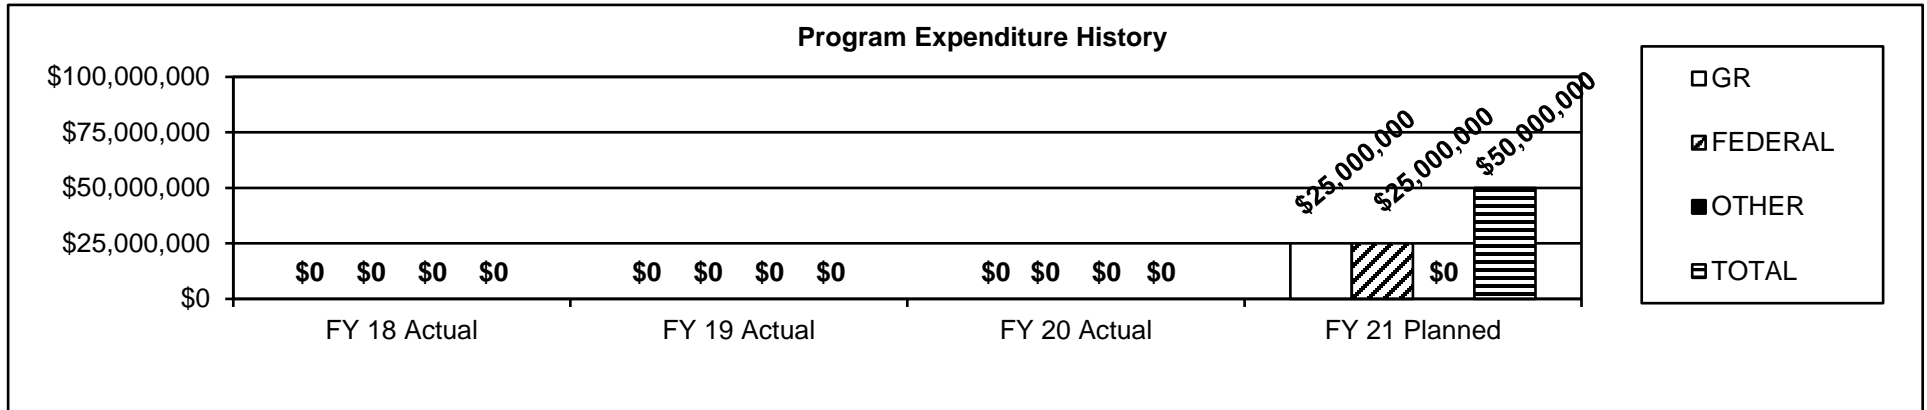 Program Expenditure History
$100,000,000
$75,000,000
$50,000,000
$25,000,000
$0
$0 $0 $0 $0
$0 $0 $0 $0
$0 $0 $0 $0
$25,000,000
$25,000,000
$0
$50,000,000
FY 18 Actual
FY 19 Actual
FY 20 Actual
FY 21 Planned
GR
FEDERAL
OTHER
TOTAL